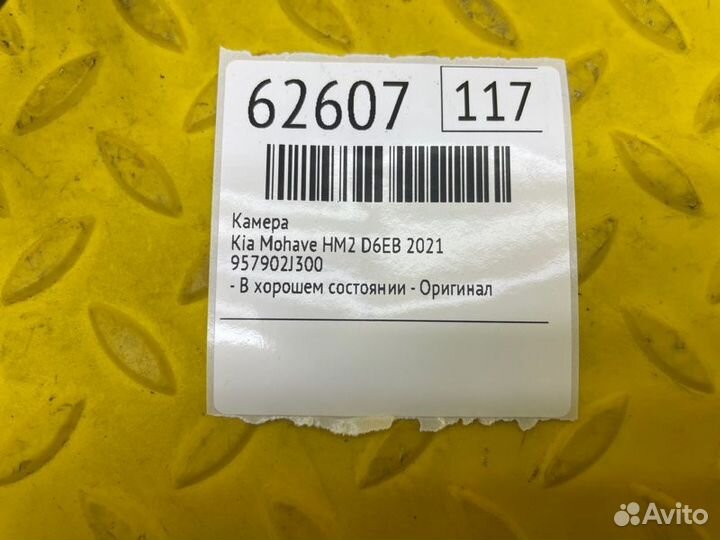 62607
117
Камера
Kia Mohave HM2 D6EB 2021
957902J300
- В хорошем состоянии - Оригинал
Avito